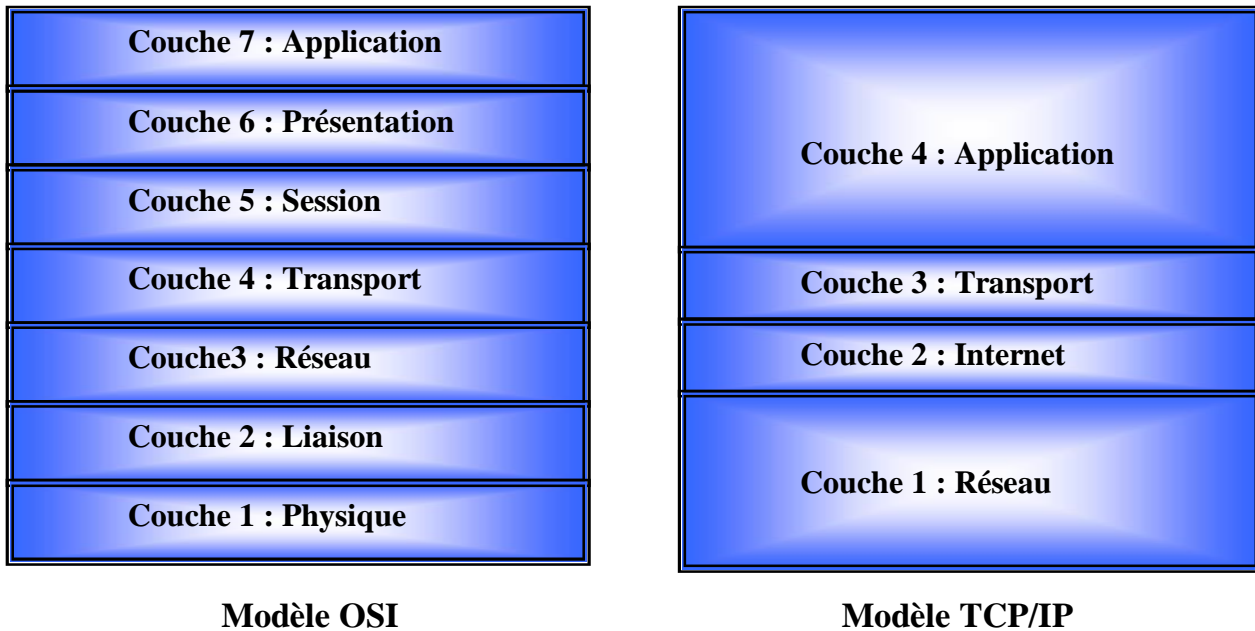 Couche 7 : Application
Couche 6 : Présentation
Couche 5 : Session
Couche 4 : Transport
Couche3 : Réseau
Couche 2 : Liaison
Couche 1 : Physique
Modèle OSI
Couche 4 : Application
Couche 3 : Transport
Couche 2 : Internet
Couche 1 : Réseau
Modèle TCP/IP